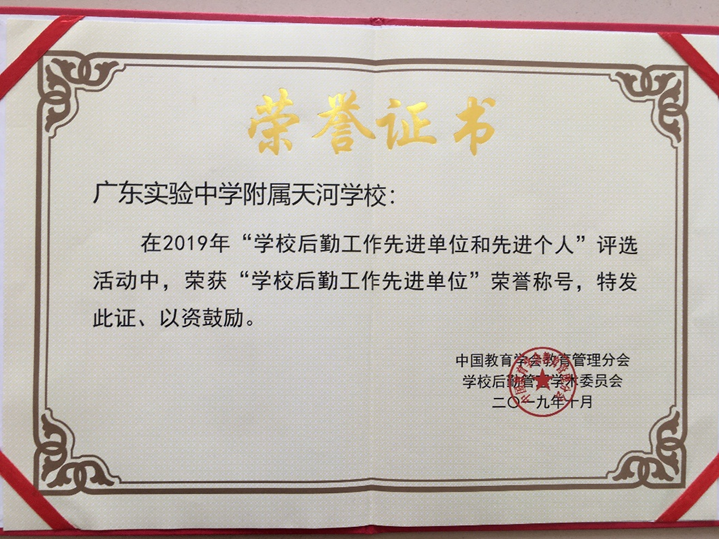 荣誉证书
广东实验中学附属天河学校：
在2019年“学校后勤工作先进单位和先进个人”评选
活动中，荣获“学校后勤工作先进单位”荣誉称号，特发
此证、以资鼓励。
中国教育学会教育管理分会
学校后勤管理学术委员会
二〇一九年十月